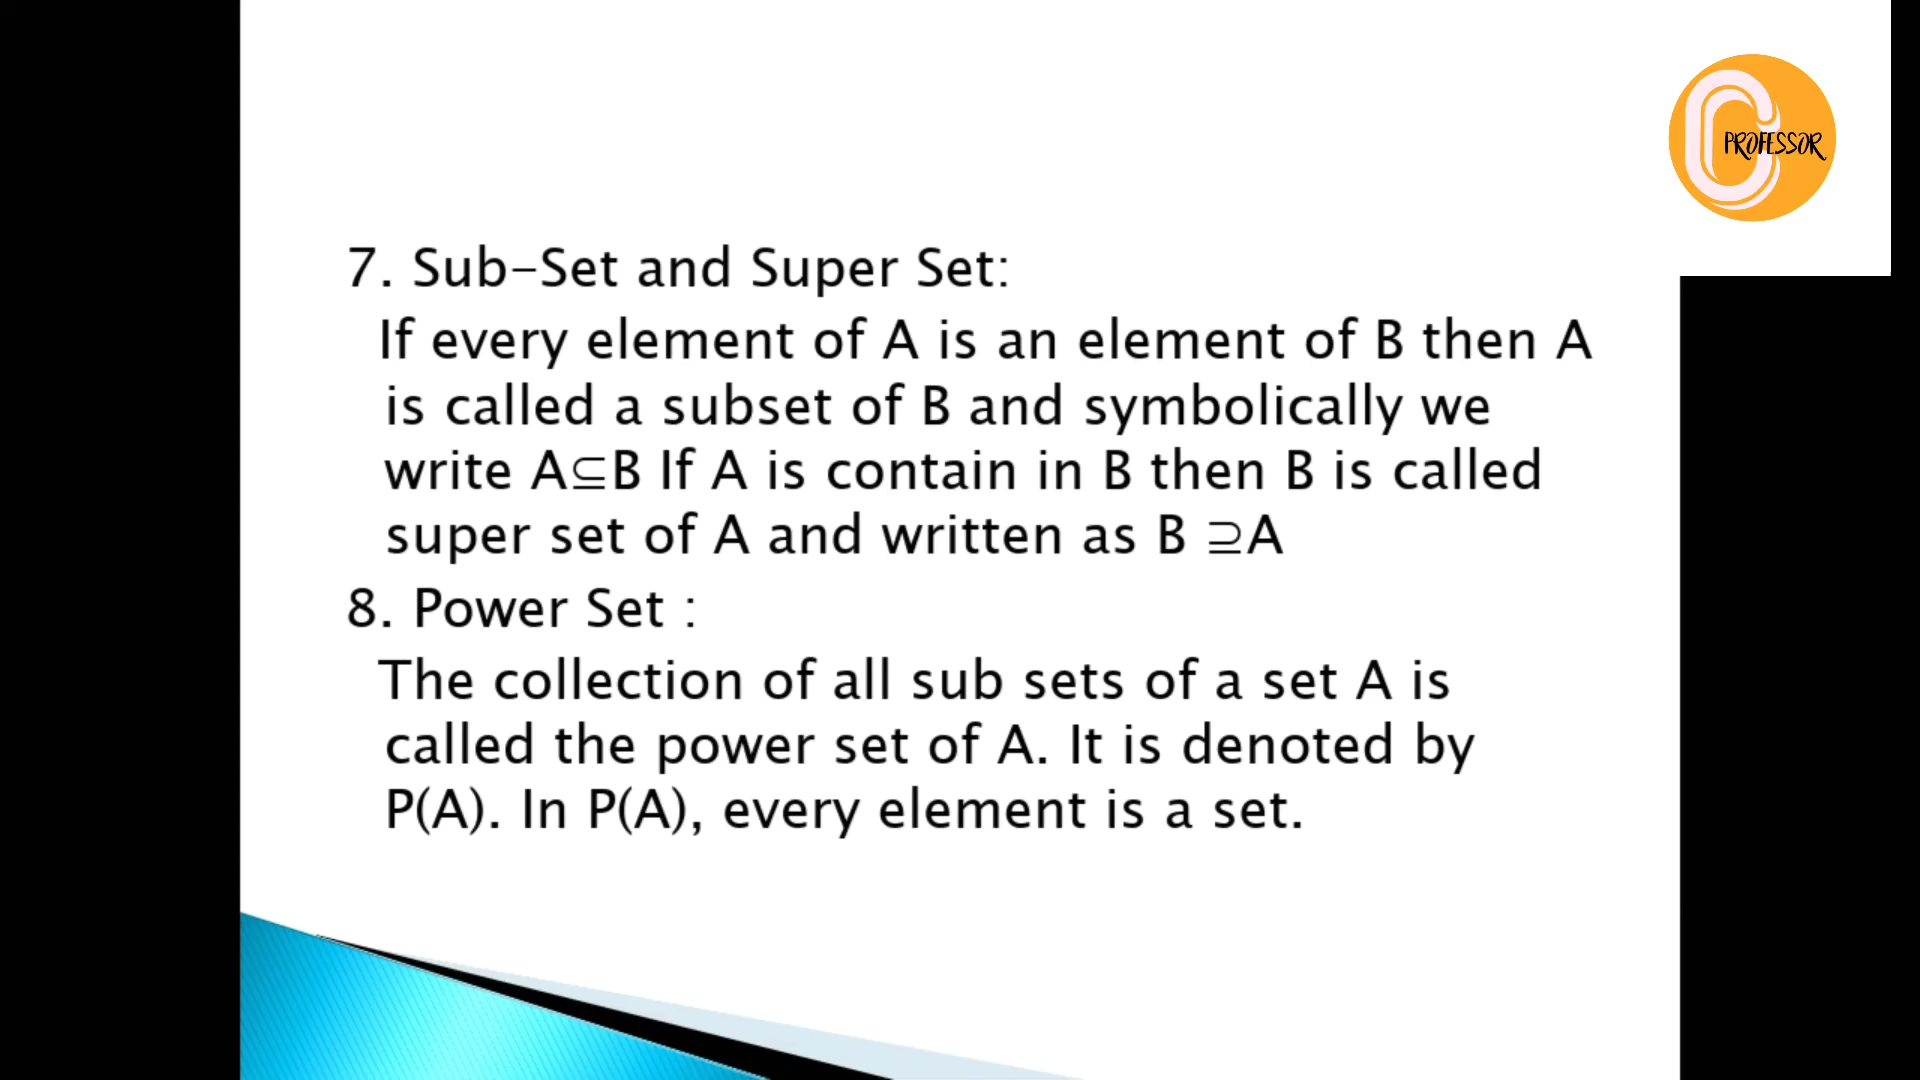 C PROFESSOR
7. Sub-Set and Super Set:
If every element of A is an element of B then A
is called a subset of B and symbolically we
write A⊆B If A is contain in B then B is called
super set of A and written as B ⊇A
8. Power Set :
The collection of all sub sets of a set A is
called the power set of A. It is denoted by
P(A). In P(A), every element is a set.